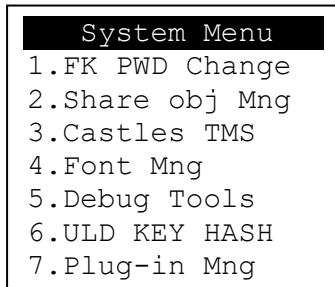 System Menu
1.FK PWD Change
2.Share obj Mng
3.Castles TMS
4.Font Mng
5.Debug Tools
6.ULD KEY HASH
7.Plug-in Mng